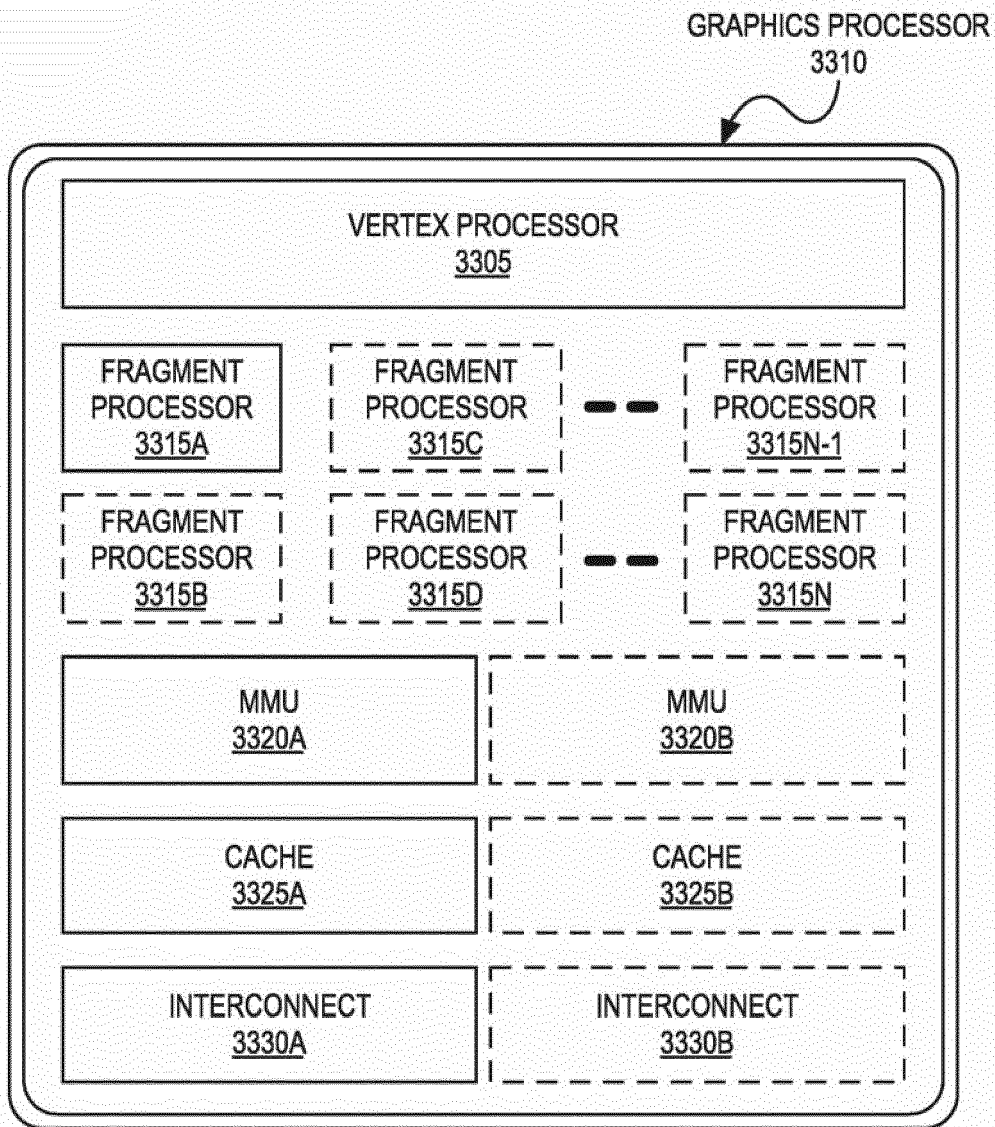 GRAPHICS PROCESSOR
3310
VERTEX PROCESSOR
3305
FRAGMENT
PROCESSOR
3315A
FRAGMENT
PROCESSOR
3315C
FRAGMENT
PROCESSOR
3315N-1
FRAGMENT
PROCESSOR
3315B
FRAGMENT
PROCESSOR
3315D
FRAGMENT
PROCESSOR
3315N
MMU
3320A
MMU
3320B
CACHE
3325A
CACHE
3325B
INTERCONNECT
3330A
INTERCONNECT
3330B